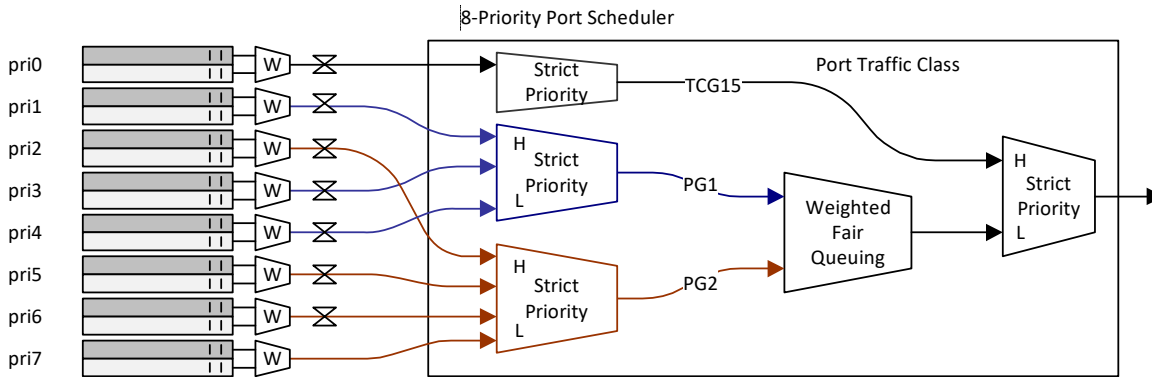 8-Priority Port Scheduler
pri0
W
Strict
Priority
TCG15
Port Traffic Class
pri1
W
pri2
W
H
Strict
Priority
L
PG1
pri3
W
pri4
W
H
Strict
Priority
L
Weighted
Fair
Queuing
pri5
W
H
Strict
Priority
L
PG2
pri6
W
pri7
W